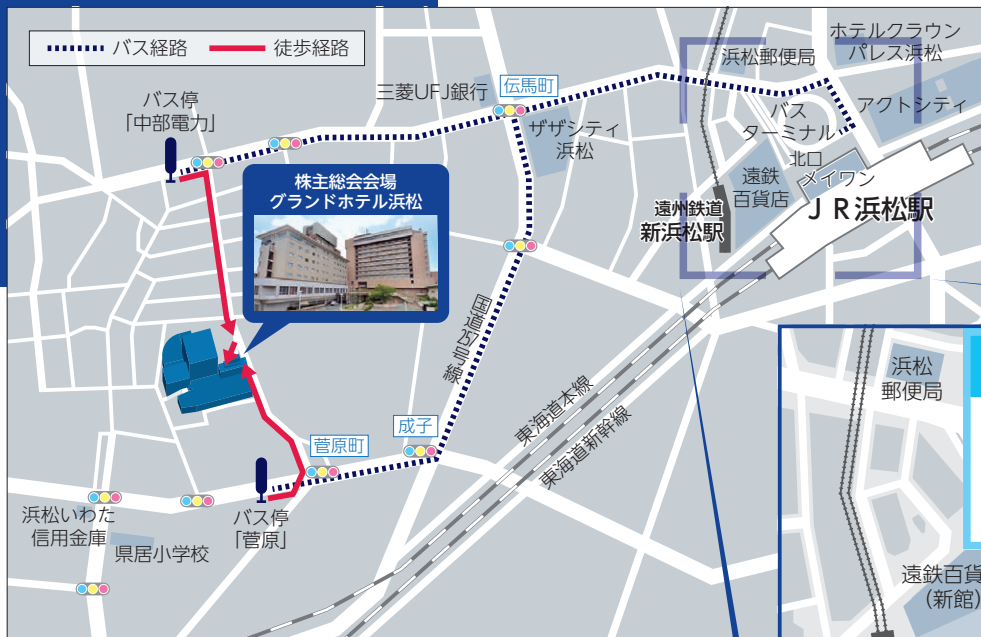 バス経路
徒歩経路
ホテルクラウン
パレス浜松
浜松郵便局
三菱UFJ銀行
伝馬町
バス停
「中部電力」
ザザシティ
浜松
バス
ターミナル
アクトシティ
北口
メイワン
遠鉄
百貨店
JR浜松駅
遠州鉄道
新浜松駅
株主総会会場
グランドホテル浜松
国道257号線
東海道本線
東海道新幹線
成子
菅原町
バス停
「菅原」
浜松いわた
信用金庫
県居小学校
浜松
郵便局
遠鉄百貨
(新館)